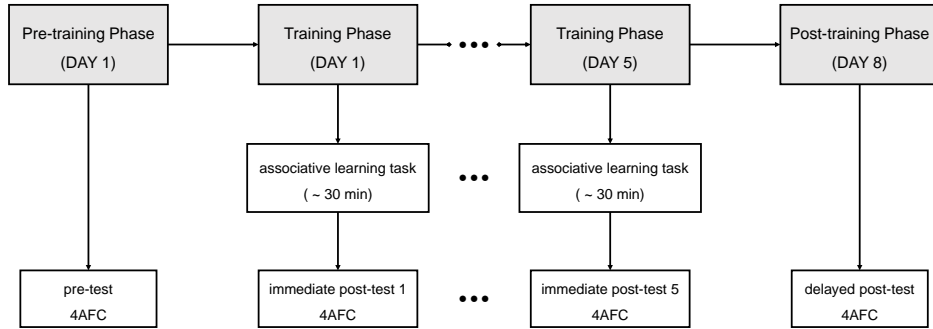 Pre-training Phase
(DAY 1)
Training Phase
(DAY 1)
•••
Training Phase
(DAY 5)
Post-training Phase
(DAY 8)
associative learning task
( ~ 30 min)
•••
associative learning task
( ~ 30 min)
pre-test
4AFC
immediate post-test 1
4AFC
•••
immediate post-test 5
4AFC
delayed post-test
4AFC